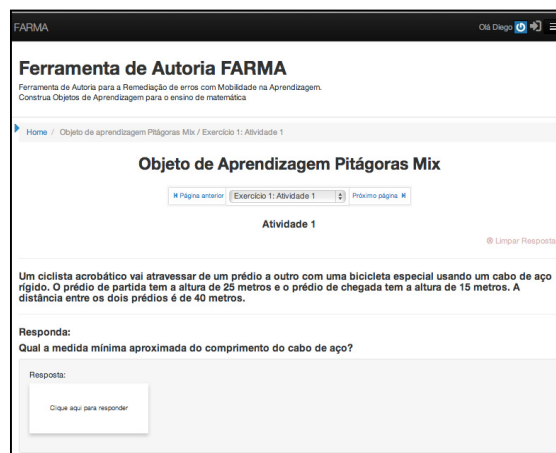 FARMA
Olá Diego
Ferramenta de Autoria FARMA
Ferramenta de Autoria para a Remediação de erros com Mobilidade na Aprendizagem.
Construa Objetos de Aprendizagem para o ensino de matemática
Home / Objeto de aprendizagem Pitágoras Mix / Exercício 1: Atividade 1
Objeto de Aprendizagem Pitágoras Mix
Página anterior Exercício 1: Atividade 1 Próximo página
Atividade 1
Limpar Resposta
Um ciclista acrobático vai atravessar de um prédio a outro com uma bicicleta especial usando um cabo de aço
rígido. O prédio de partida tem a altura de 25 metros e o prédio de chegada tem a altura de 15 metros. A
distância entre os dois prédios é de 40 metros.
Responda:
Qual a medida mínima aproximada do comprimento do cabo de aço?
Resposta:
Clique aqui para responder